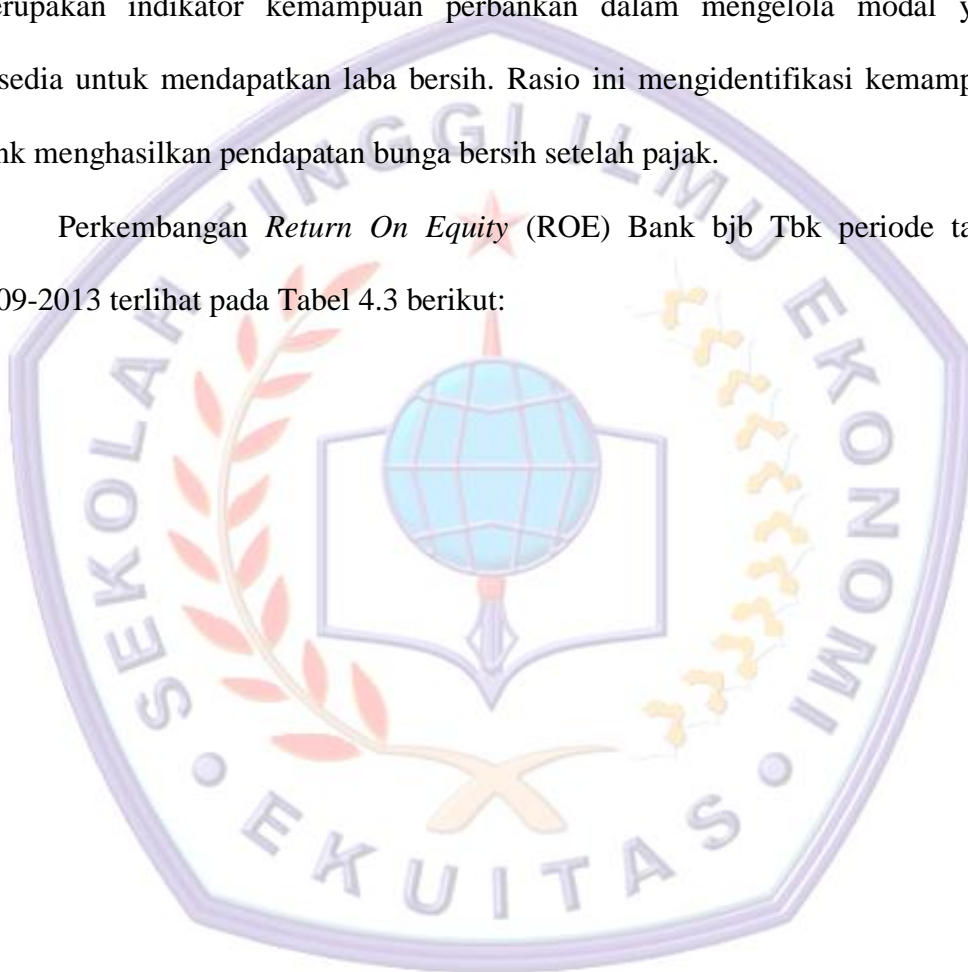 erupakan indikator kemampuan perbankan dalam mengelola modal y
sedia untuk mendapatkan laba bersih. Rasio ini mengidentifikasi kemamp
nk menghasilkan pendapatan bunga bersih setelah pajak.
Perkembangan Return On Equity (ROE) Bank bjb Tbk periode ta
09-2013 terlihat pada Tabel 4.3 berikut:
SEKOLAH TINGGI ILMU EKONOMI
• EKUITAS •